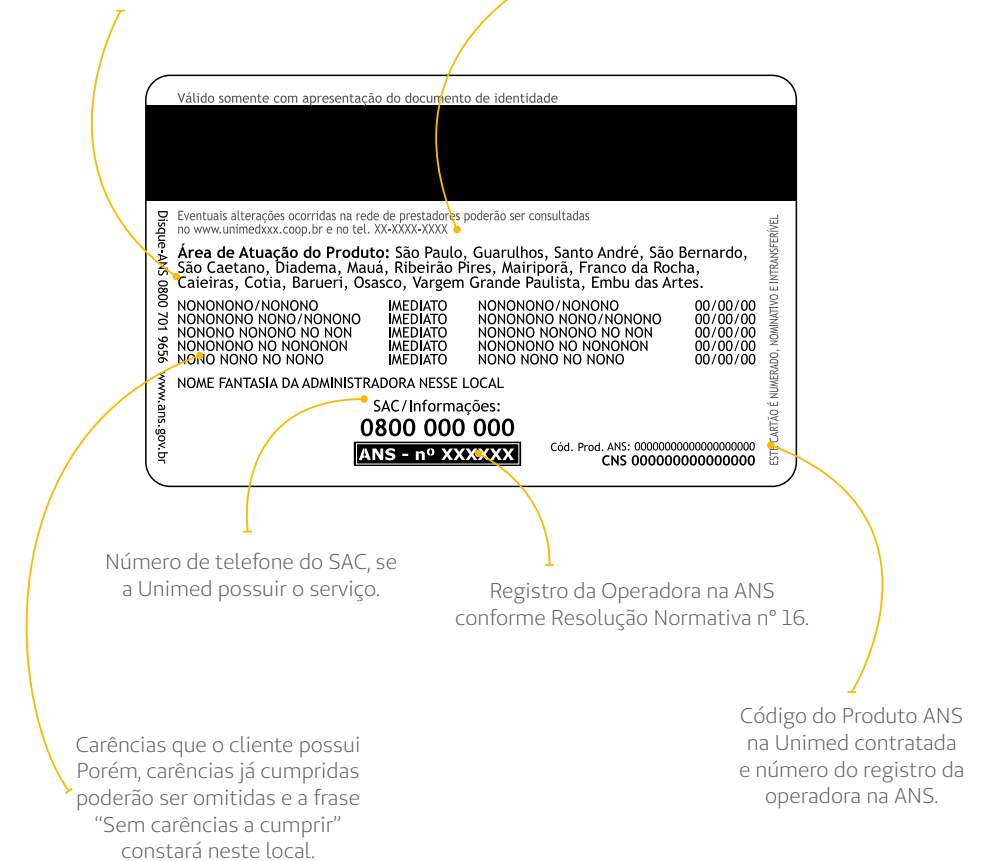 Válido somente com apresentação do documento de identidade
Eventuais alterações ocorridas na rede de prestadores poderão ser consultadas
no www.unimedxxx.coop.br e no tel. XX-XXXX-XXXX
Área de Atuação do Produto: São Paulo, Guarulhos, Santo André, São Bernardo,
São Caetano, Diadema, Mauá, Ribeirão Pires, Mairiporã, Franco da Rocha,
Caieiras, Cotia, Barueri, Osasco, Vargem Grande Paulista, Embu das Artes.
NONONONO/NONONO IMEDIATO NONONONO/NONONO 00/00/00
NONONONO NONO/NONONO IMEDIATO NONONONO NONO/NONONO 00/00/00
NONONO NONONO NO NON IMEDIATO NONONO NONONO NO NON 00/00/00
NONONONO NO NONONON IMEDIATO NONONONO NO NONONON 00/00/00
NONO NONO NO NONO IMEDIATO NONO NONO NO NONO 00/00/00
NOME FANTASIA DA ADMINISTRADORA NESSE LOCAL
SAC/Informações:
0800 000 000
ANS - nº XXXXXX
Cód. Prod. ANS: 00000000000000000000
CNS 000000000000000
Disque-ANS 0800 701 9656 www.ans.gov.br
ESTE CARTÃO É NUMERADO, NOMINATIVO E INTRANSFERÍVEL
Número de telefone do SAC, se
a Unimed possuir o serviço.
Registro da Operadora na ANS
conforme Resolução Normativa nº 16.
Código do Produto ANS
na Unimed contratada
e número do registro da
operadora na ANS.
Carências que o cliente possui
Porém, carências já cumpridas
poderão ser omitidas e a frase
“Sem carências a cumprir”
constará neste local.